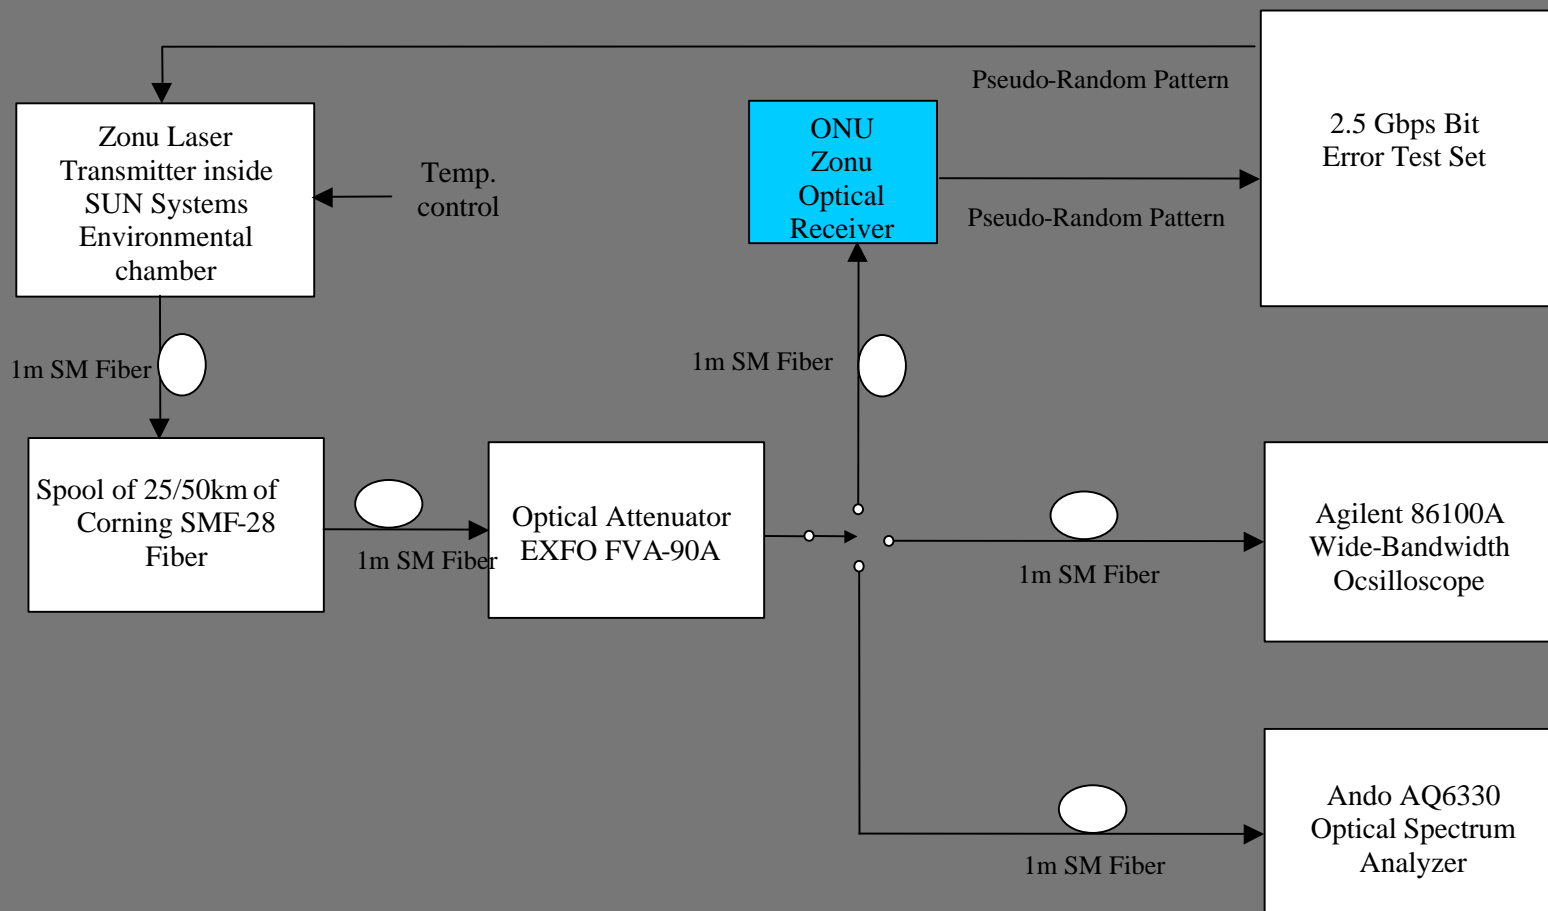 Pseudo-Random Pattern
Zonu Laser
Transmitter inside
SUN Systems
Environmental
chamber
Temp.
control
ONU
Zonu
Optical
Receiver
Pseudo-Random Pattern
2.5 Gbps Bit
Error Test Set
1m SM Fiber
1m SM Fiber
Spool of 25/50km of
Corning SMF-28
Fiber
1m SM Fiber
Optical Attenuator
EXFO FVA-90A
1m SM Fiber
Agilent 86100A
Wide-Bandwidth
Ocsilloscope
1m SM Fiber
Ando AQ6330
Optical Spectrum
Analyzer